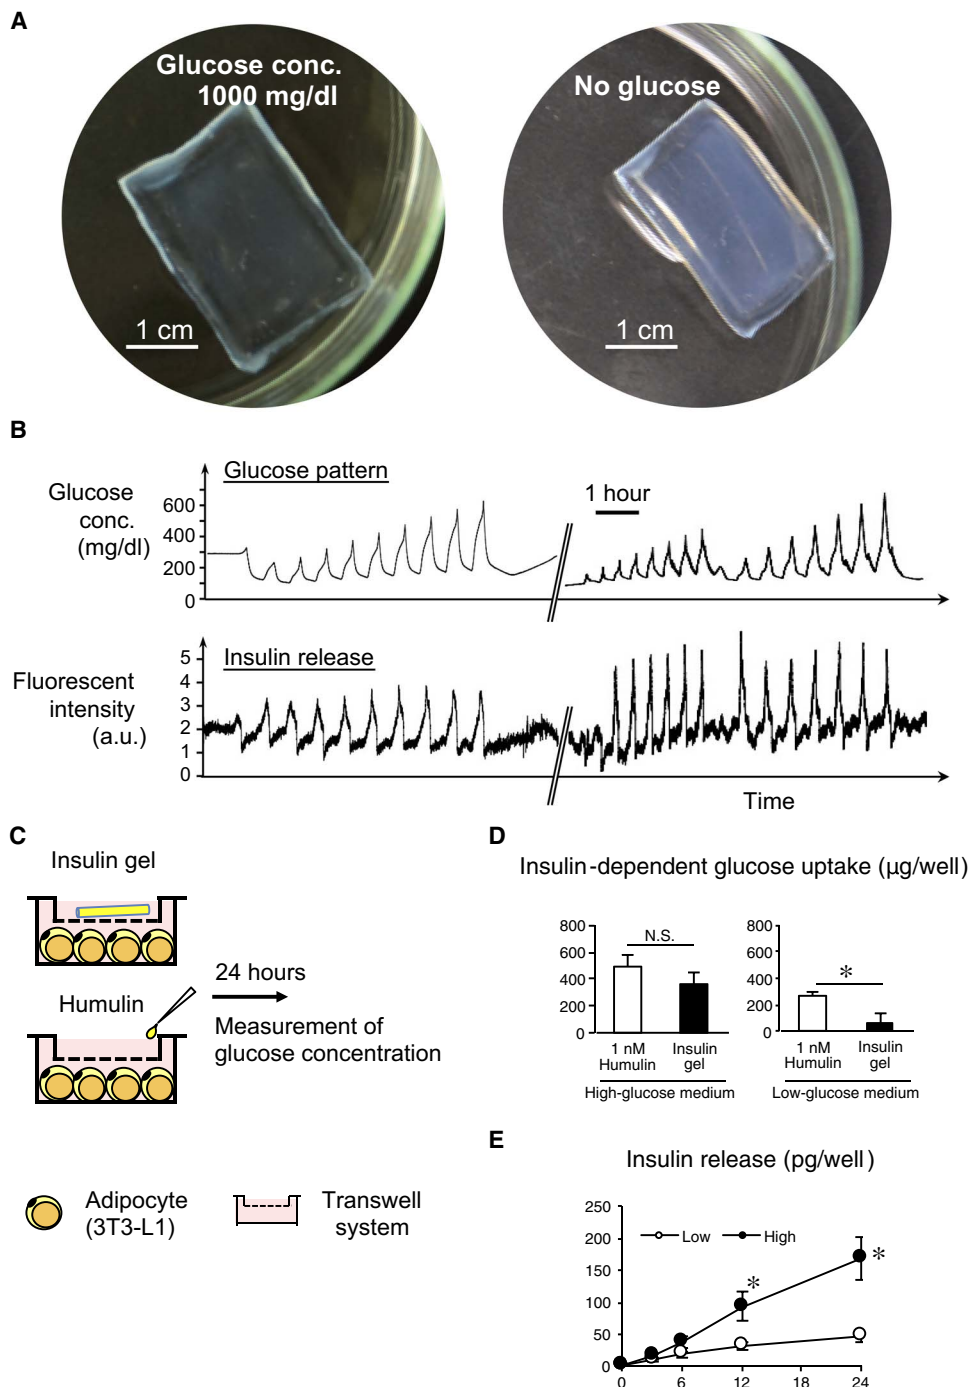 A
Glucose conc.
1000 mg/dl
1 cm
No glucose
1 cm
B
Glucose
conc.
(mg/dl)
Glucose pattern
600
400
200
0
1 hour
Fluorescent
intensity
(a.u.)
Insulin release
5
4
3
2
1
0
Time
C
Insulin gel
Humulin
24 hours
Measurement of
glucose concentration
Adipocyte
(3T3-L1)
Transwell
system
D
Insulin-dependent glucose uptake (µg/well)
800
600
400
200
0
N.S.
1 nM
Humulin
Insulin
gel
High-glucose medium
800
600
400
200
0
*
1 nM
Humulin
Insulin
gel
Low-glucose medium
E
Insulin release (pg/well)
250
200
150
100
50
0
Low
High
*
*
0
6
12
18
24